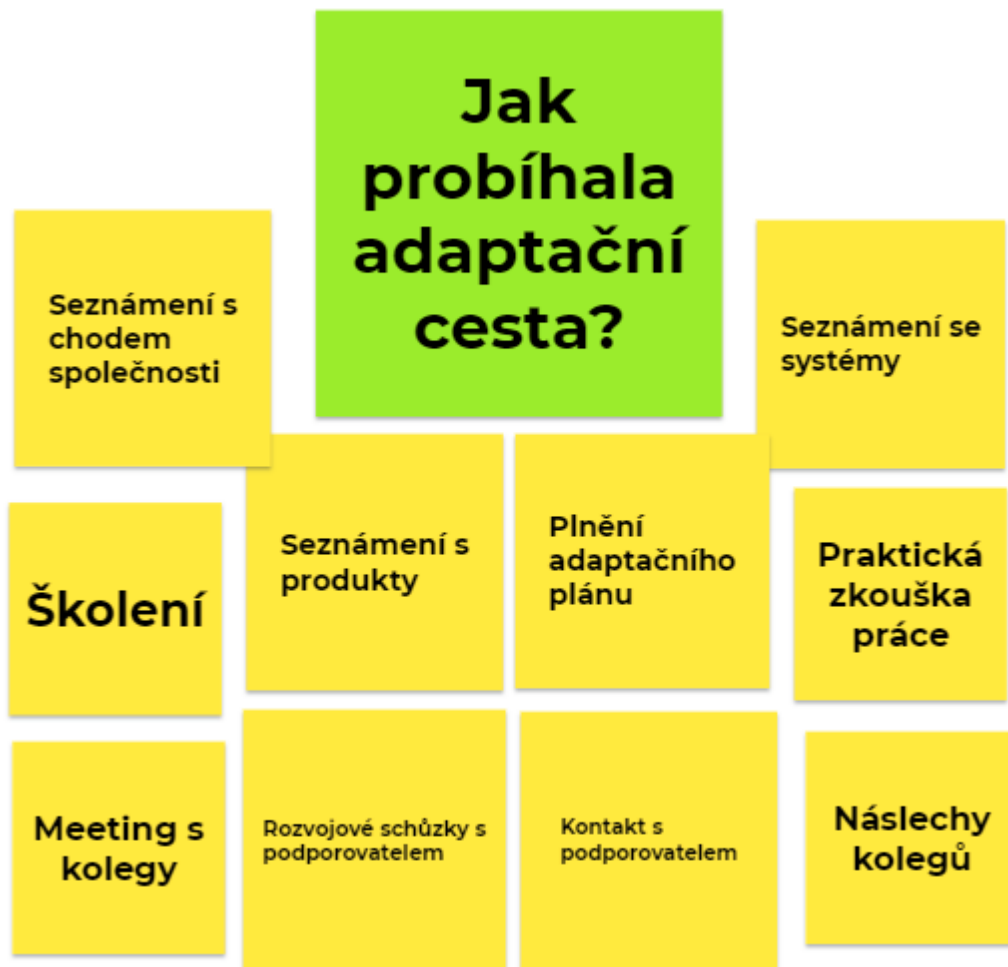 Jak
probíhala
adaptační
cesta?
Seznámení s
chodem
společnosti
Seznámení se
systémy
Školení
Seznámení s
produkty
Plnění
adaptačního
plánu
Praktická
zkouška
práce
Meeting s
kolegy
Rozvojové schůzky s
podporovatelem
Kontakt s
podporovatelem
Náslechy
kolegů